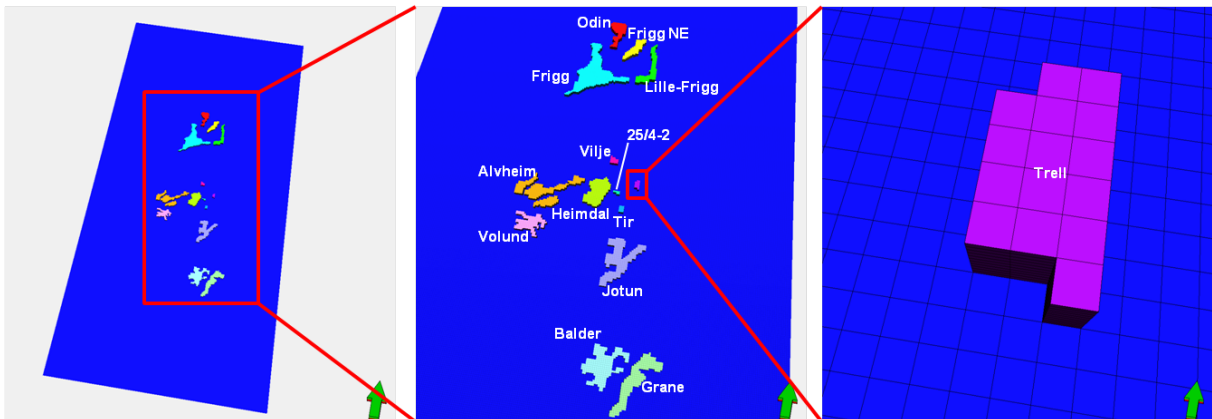 Odin
Frigg NE
Frigg
Lille-Frigg
25/4-2
Vilje
Alvheim
Heimdal
Tir
Volund
Jotun
Balder
Grane
Trell